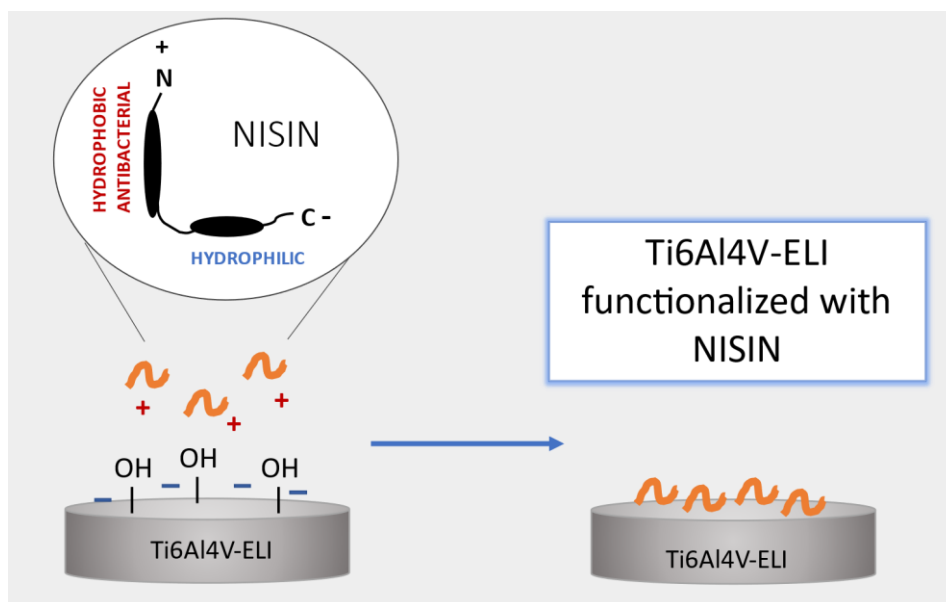 +
N
HYDROPHOBIC
ANTIBACTERIAL
NISIN
C -
HYDROPHILIC
Ti6Al4V-ELI
functionalized with
NISIN
+
+
+
OH
OH
OH
Ti6Al4V-ELI
Ti6Al4V-ELI